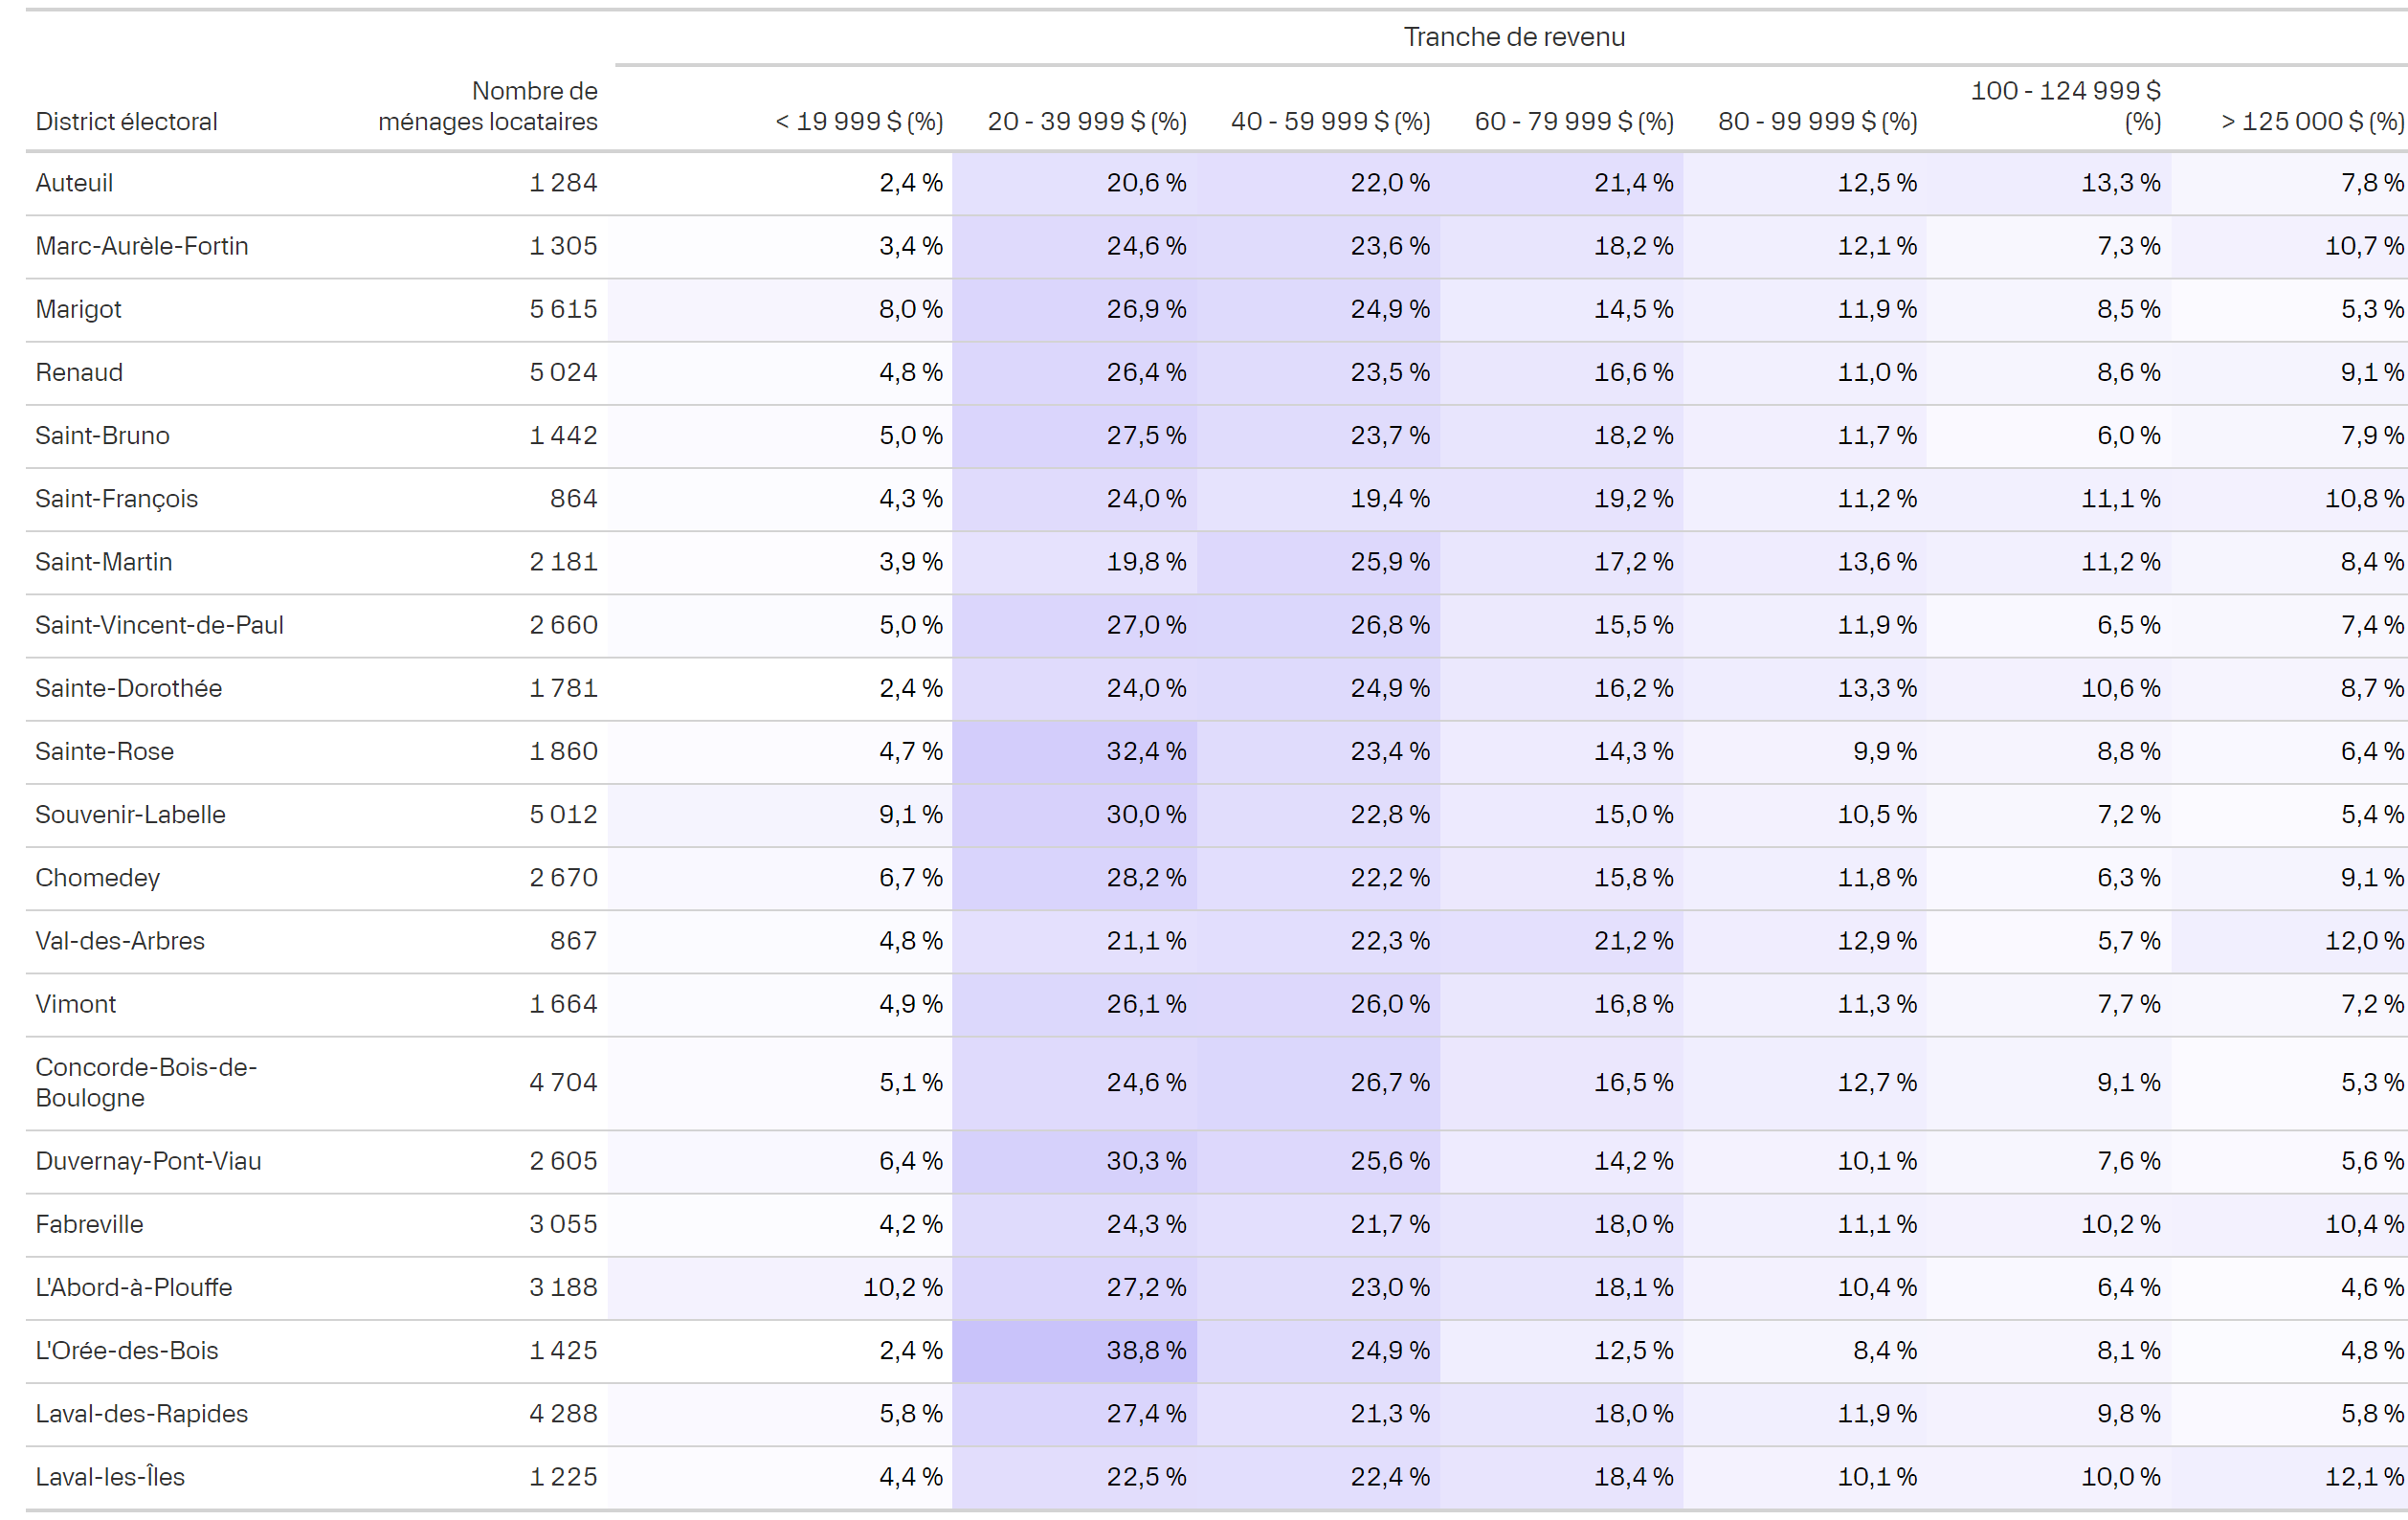 Tranche de revenu
District électoral Nombre de ménages locataires < 19 999 $ (%) 20 - 39 999 $ (%) 40 - 59 999 $ (%) 60 - 79 999 $ (%) 80 - 99 999 $ (%) 100 - 124 999 $ (%) > 125 000 $ (%)
Auteuil 1 284 2,4 % 20,6 % 22,0 % 21,4 % 12,5 % 13,3 % 7,8 %
Marc-Aurèle-Fortin 1 305 3,4 % 24,6 % 23,6 % 18,2 % 12,1 % 7,3 % 10,7 %
Marigot 5 615 8,0 % 26,9 % 24,9 % 14,5 % 11,9 % 8,5 % 5,3 %
Renaud 5 024 4,8 % 26,4 % 23,5 % 16,6 % 11,0 % 8,6 % 9,1 %
Saint-Bruno 1 442 5,0 % 27,5 % 23,7 % 18,2 % 11,7 % 6,0 % 7,9 %
Saint-François 864 4,3 % 24,0 % 19,4 % 19,2 % 11,2 % 11,1 % 10,8 %
Saint-Martin 2 181 3,9 % 19,8 % 25,9 % 17,2 % 13,6 % 11,2 % 8,4 %
Saint-Vincent-de-Paul 2 660 5,0 % 27,0 % 26,8 % 15,5 % 11,9 % 6,5 % 7,4 %
Sainte-Dorothée 1 781 2,4 % 24,0 % 24,9 % 16,2 % 13,3 % 10,6 % 8,7 %
Sainte-Rose 1 860 4,7 % 32,4 % 23,4 % 14,3 % 9,9 % 8,8 % 6,4 %
Souvenir-Labelle 5 012 9,1 % 30,0 % 22,8 % 15,0 % 10,5 % 7,2 % 5,4 %
Chomedey 2 670 6,7 % 28,2 % 22,2 % 15,8 % 11,8 % 6,3 % 9,1 %
Val-des-Arbres 867 4,8 % 21,1 % 22,3 % 21,2 % 12,9 % 5,7 % 12,0 %
Vimont 1 664 4,9 % 26,1 % 26,0 % 16,8 % 11,3 % 7,7 % 7,2 %
Concorde-Bois-de-Boulogne 4 704 5,1 % 24,6 % 26,7 % 16,5 % 12,7 % 9,1 % 5,3 %
Duvernay-Pont-Viau 2 605 6,4 % 30,3 % 25,6 % 14,2 % 10,1 % 7,6 % 5,6 %
Fabreville 3 055 4,2 % 24,3 % 21,7 % 18,0 % 11,1 % 10,2 % 10,4 %
L'Abord-à-Plouffe 3 188 10,2 % 27,2 % 23,0 % 18,1 % 10,4 % 6,4 % 4,6 %
L'Orée-des-Bois 1 425 2,4 % 38,8 % 24,9 % 12,5 % 8,4 % 8,1 % 4,8 %
Laval-des-Rapides 4 288 5,8 % 27,4 % 21,3 % 18,0 % 11,9 % 9,8 % 5,8 %
Laval-les-Îles 1 225 4,4 % 22,5 % 22,4 % 18,4 % 10,1 % 10,0 % 12,1 %